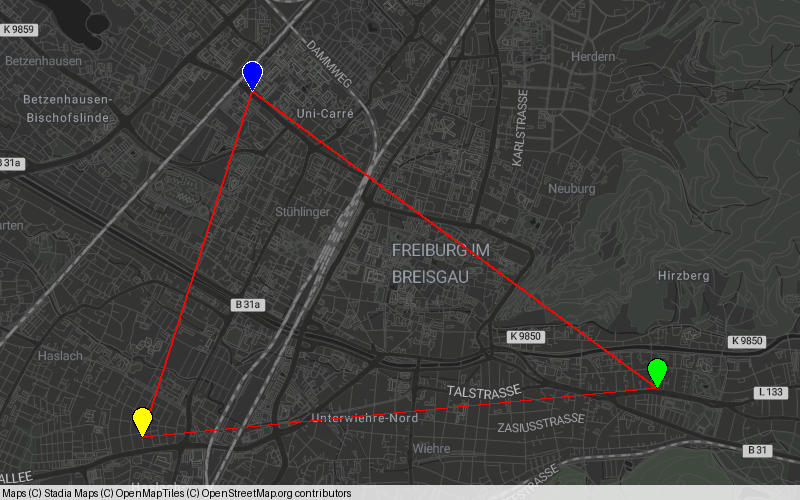 K 9859
DAMMWEG
Herdern
Betzenhausen
Betzenhausen-
Bischofslinde
Uni-Carré
KARLSTRASSE
B 31a
Neuburg
Stühlinger
arten
FREIBURG IM
BREISGAU
Hirzberg
B 31a
K 9850
K 9850
Haslach
TALSTRASSE
L 133
Unterwiehre-Nord
ZASIUSSTRASSE
Wiehre
B 31
ALLEE
SSTRASSE
Maps (C) Stadia Maps (C) OpenMapTiles (C) OpenStreetMap.org contributors